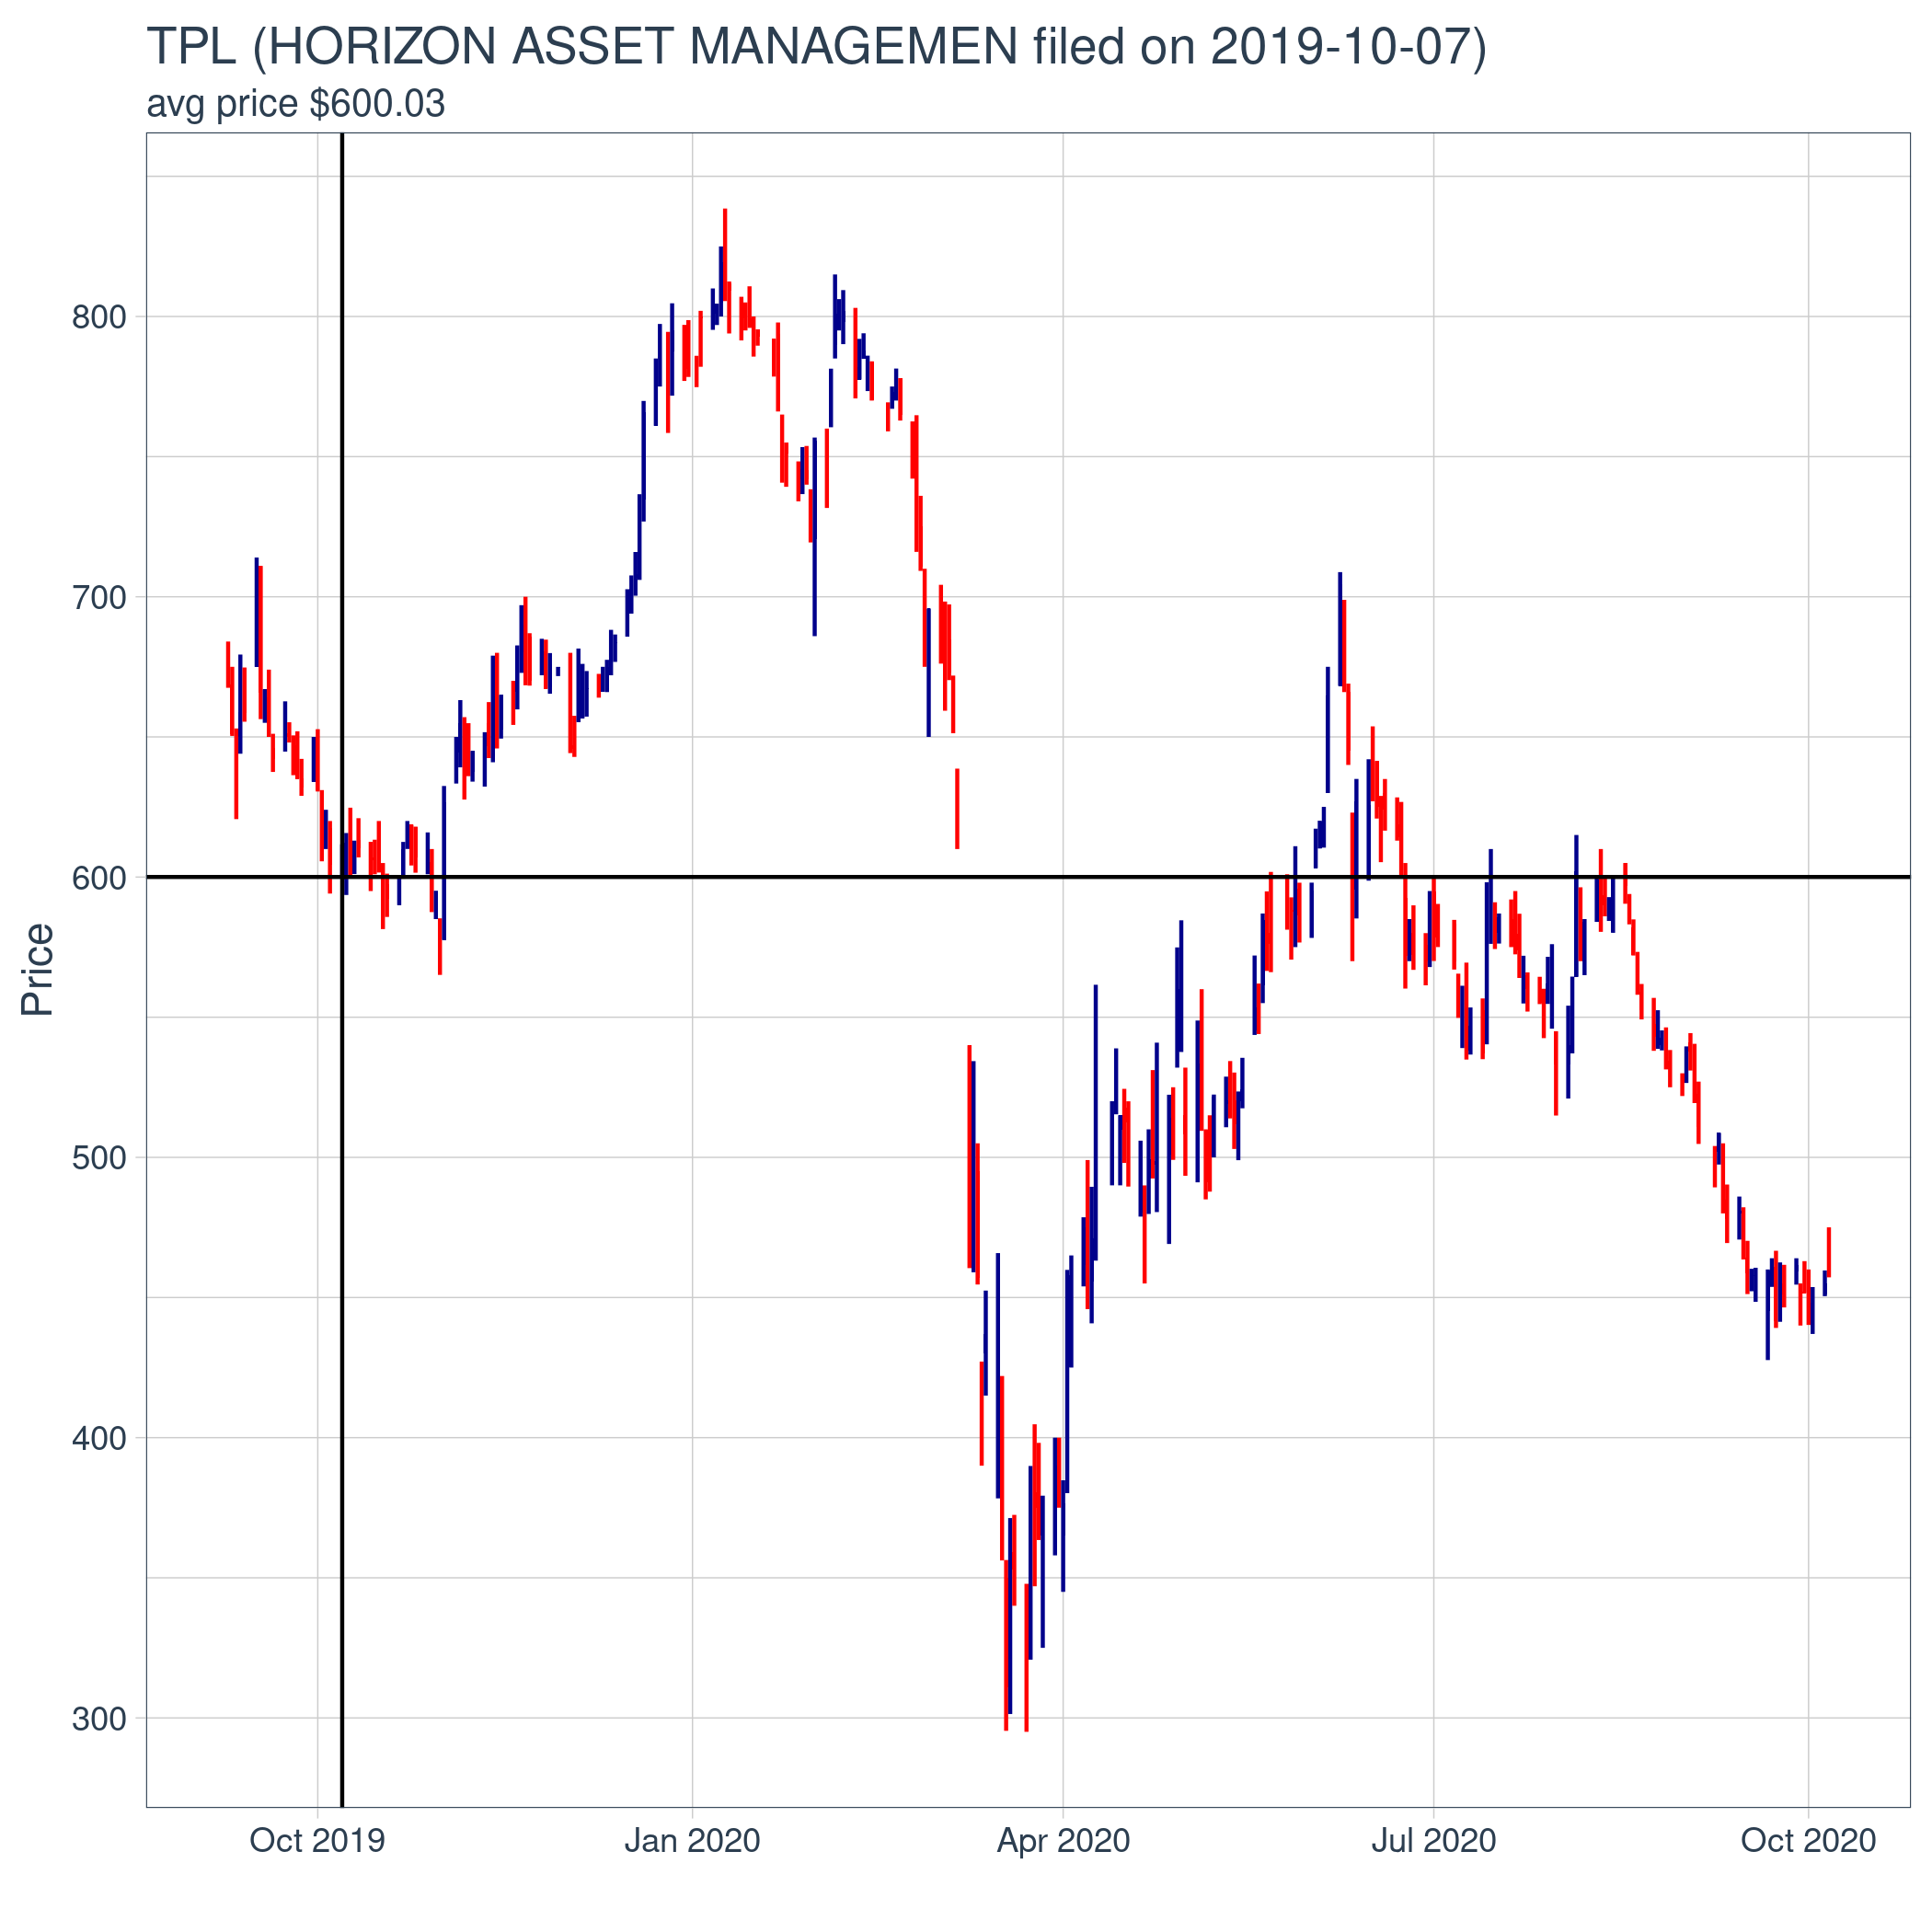 TPL (HORIZON ASSET MANAGEMEN filed on 2019-10-07)
avg price $600.03
800
700
600
500
400
300
Price
Oct 2019
Jan 2020
Apr 2020
Jul 2020
Oct 2020